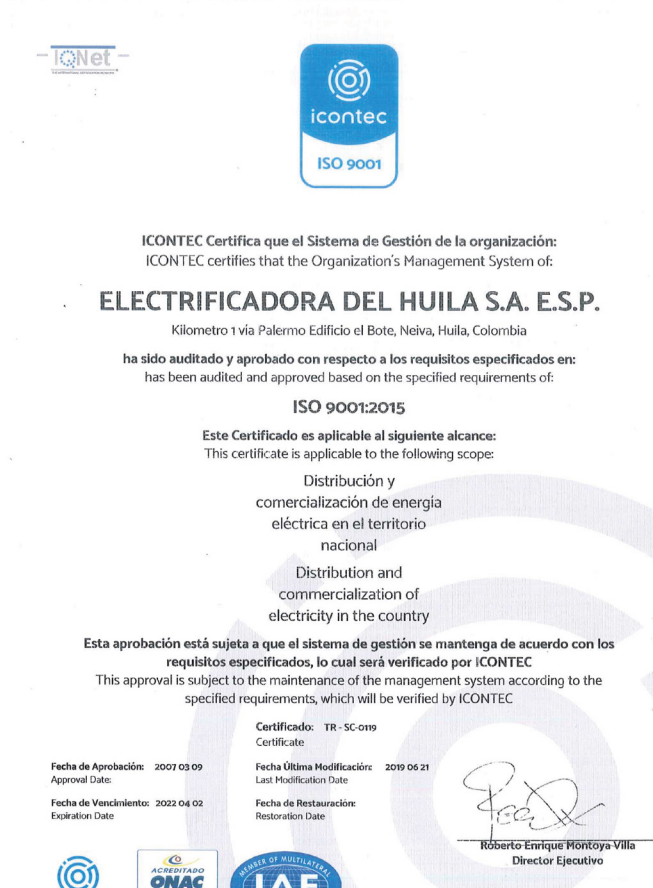 IQNet
icontec
ISO 9001
ICONTEC Certifica que el Sistema de Gestión de la organización:
ICONTEC certifies that the Organization's Management System of:
ELECTRIFICADORA DEL HUILA S.A. E.S.P.
Kilometro 1 via Palermo Edificio el Bote, Neiva, Huila, Colombia
ha sido auditado y aprobado con respecto a los requisitos especificados en:
has been audited and approved based on the specified requirements of:
ISO 9001:2015
Este Certificado es aplicable al siguiente alcance:
This certificate is applicable to the following scope:
Distribución y
comercialización de energía
eléctrica en el territorio
nacional
Distribution and
commercialization of
electricity in the country
Esta aprobación está sujeta a que el sistema de gestión se mantenga de acuerdo con los
requisitos especificados, lo cual será verificado por ICONTEC
This approval is subject to the maintenance of the management system according to the
specified requirements, which will be verified by ICONTEC
Certificado: TR - SC-0119
Certificate
Fecha de Aprobación: 2007 03 09
Approval Date:
Fecha Última Modificación: 2019 06 21
Last Modification Date
Fecha de Vencimiento: 2022 04 02
Expiration Date
Fecha de Restauración:
Restoration Date
Roberto Enrique Montoya Villa
Director Ejecutivo
ACREDITADO
ONAC
MEMBER OF MULTILATERAL
IAF